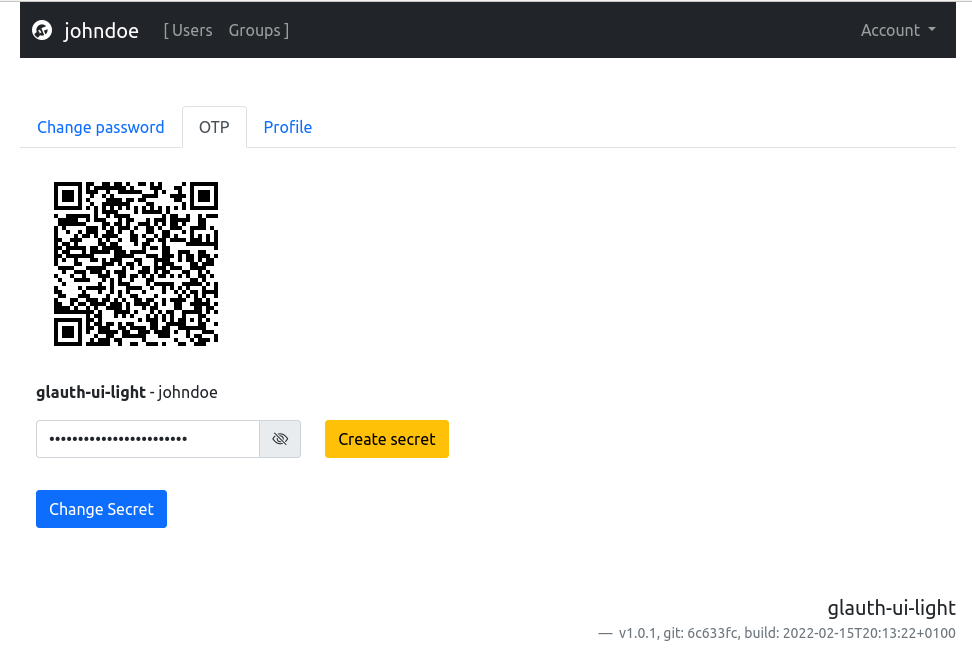 johndoe [ Users Groups ] Account
Change password OTP Profile
glauth-ui-light - johndoe
Create secret
Change Secret
glauth-ui-light
— v1.0.1, git: 6c633fc, build: 2022-02-15T20:13:22+0100